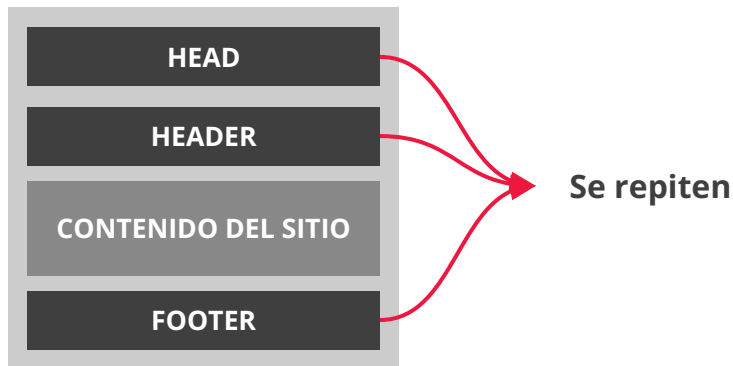 HEAD
HEADER
CONTENIDO DEL SITIO
FOOTER
Se repiten